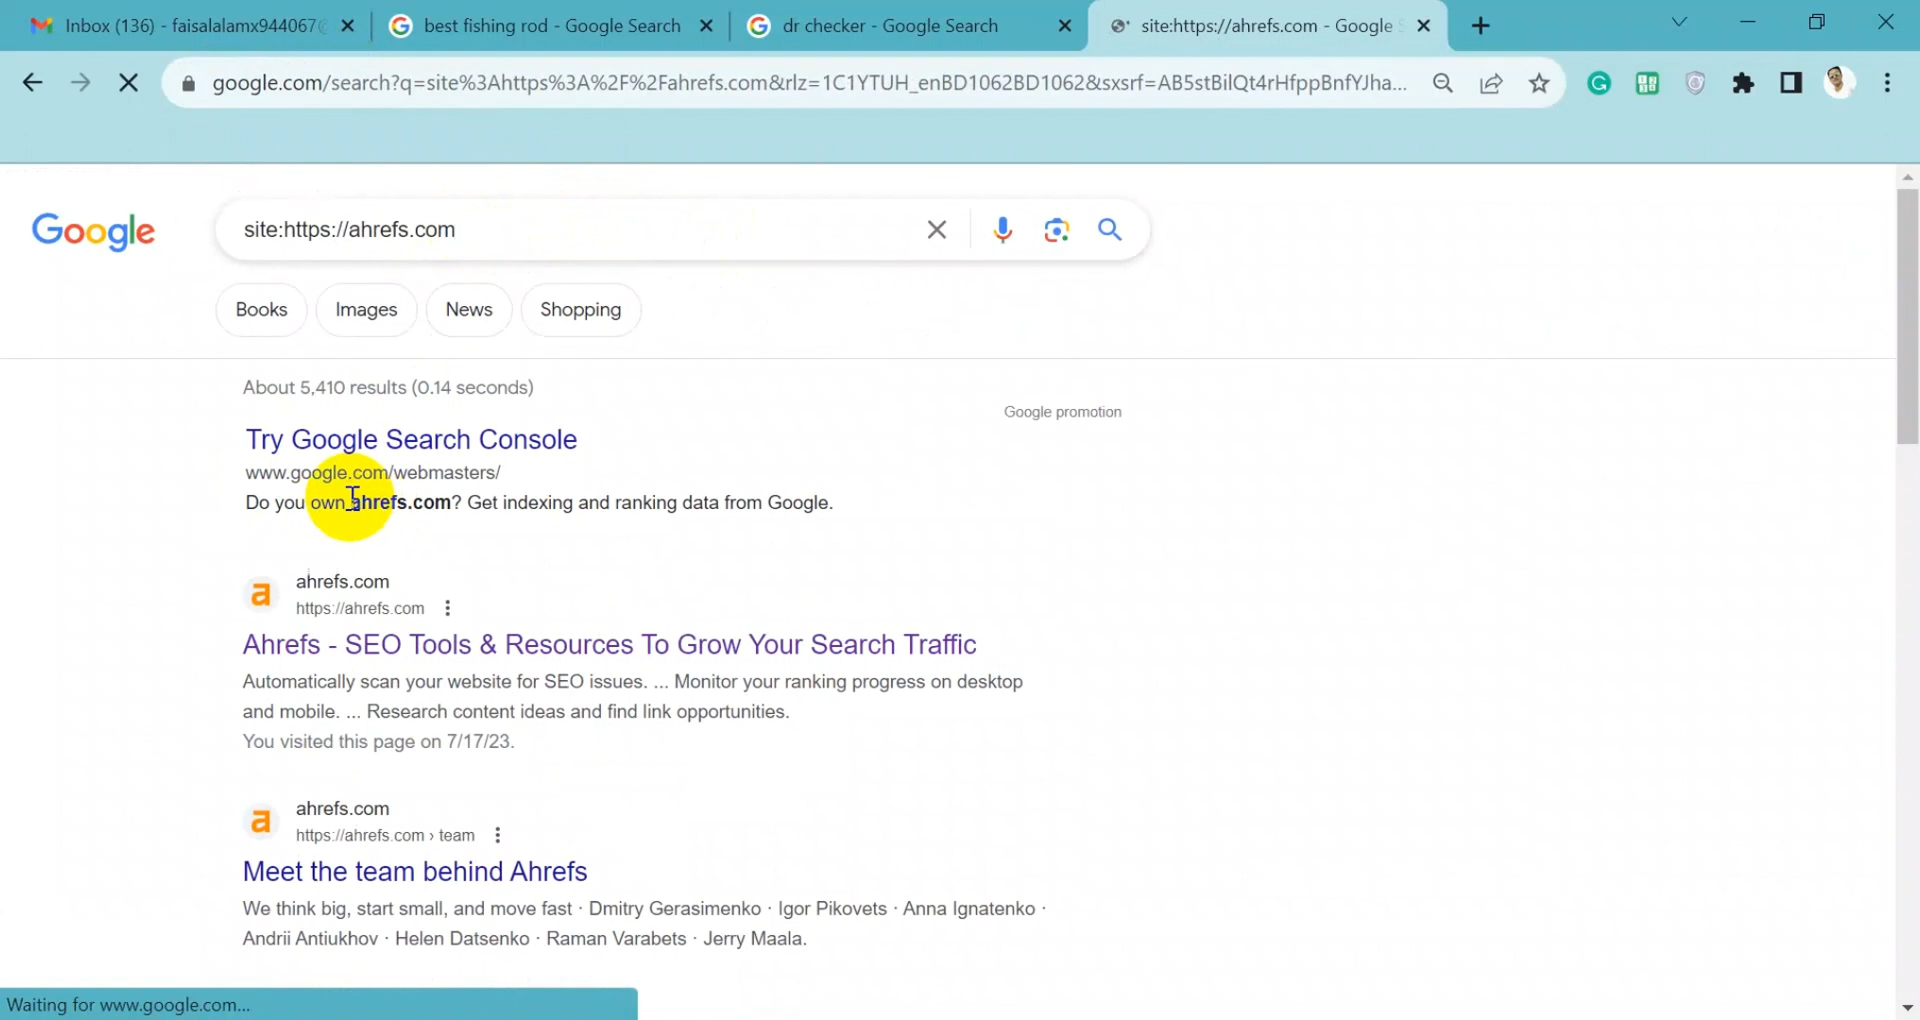 Inbox (136) - faisalalamx944067@
best fishing rod - Google Search
dr checker - Google Search
site:https://ahrefs.com - Google S
google.com/search?q=site%3Ahttps%3A%2F%2Fahrefs.com&rlz=1C1YTUH_enBD1062BD1062&sxsrf=AB5stBilQt4rHfppBnfYJha...
Google
site:https://ahrefs.com
Books
Images
News
Shopping
About 5,410 results (0.14 seconds)
Google promotion
Try Google Search Console
www.google.com/webmasters/
Do you own ahrefs.com? Get indexing and ranking data from Google.
ahrefs.com
https://ahrefs.com
Ahrefs - SEO Tools & Resources To Grow Your Search Traffic
Automatically scan your website for SEO issues. ... Monitor your ranking progress on desktop
and mobile. ... Research content ideas and find link opportunities.
You visited this page on 7/17/23.
ahrefs.com
https://ahrefs.com › team
Meet the team behind Ahrefs
We think big, start small, and move fast · Dmitry Gerasimenko · Igor Pikovets · Anna Ignatenko ·
Andrii Antiukhov · Helen Datsenko · Raman Varabets · Jerry Maala.
Waiting for www.google.com...